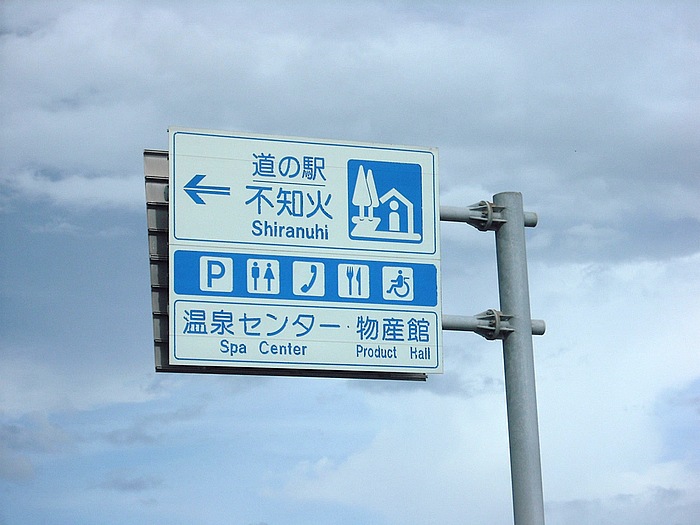 道の駅
不知火
Shiranuhi
P
温泉センター・物産館
Spa Center Product Hall